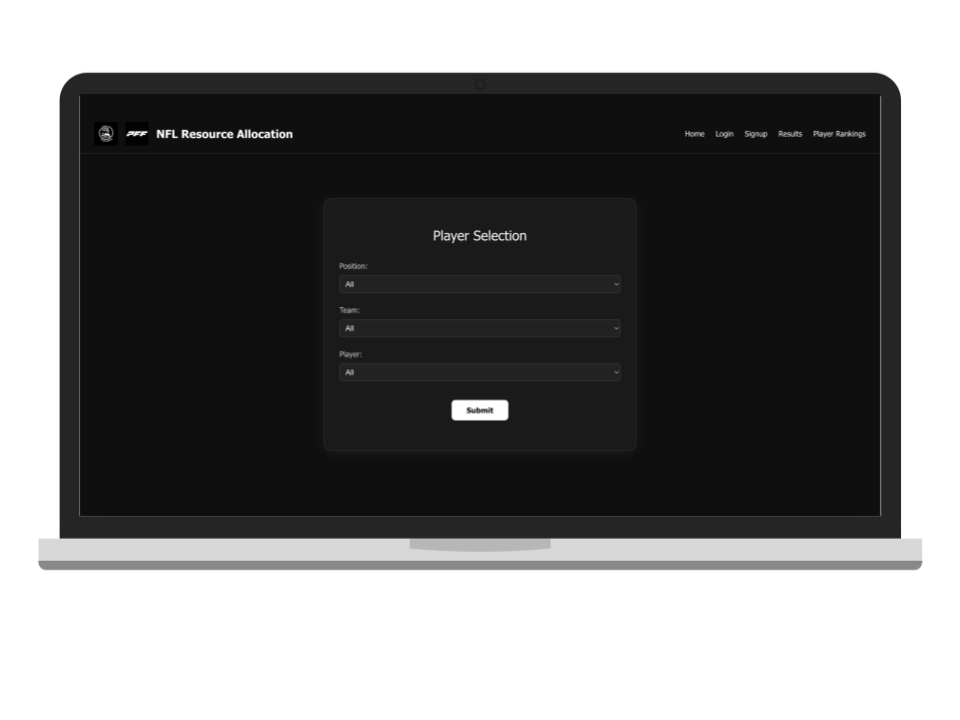 PFF NFL Resource Allocation
Home Login Signup Results Player Rankings
Player Selection
Position:
All
Team:
All
Player:
All
Submit